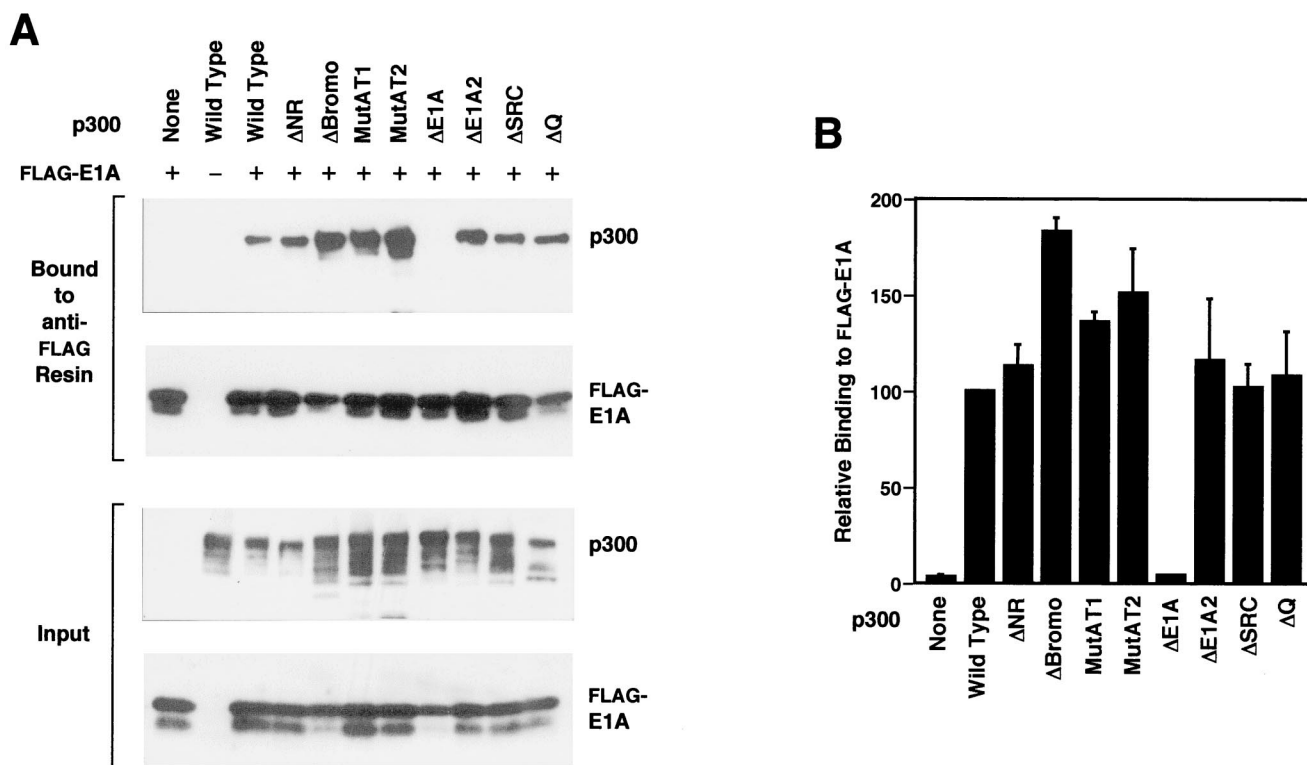 A
p300
None
Wild Type
Wild Type
ΔNR
ΔBromo
MutAT1
MutAT2
ΔE1A
ΔE1A2
ΔSRC
ΔQ
FLAG-E1A + – + + + + + + + + +
Bound
to
anti-
FLAG
Resin
p300
FLAG-
E1A
Input
p300
FLAG-
E1A
B
Relative Binding to FLAG-E1A
200
150
100
50
0
p300
None
Wild Type
ΔNR
ΔBromo
MutAT1
MutAT2
ΔE1A
ΔE1A2
ΔSRC
ΔQ